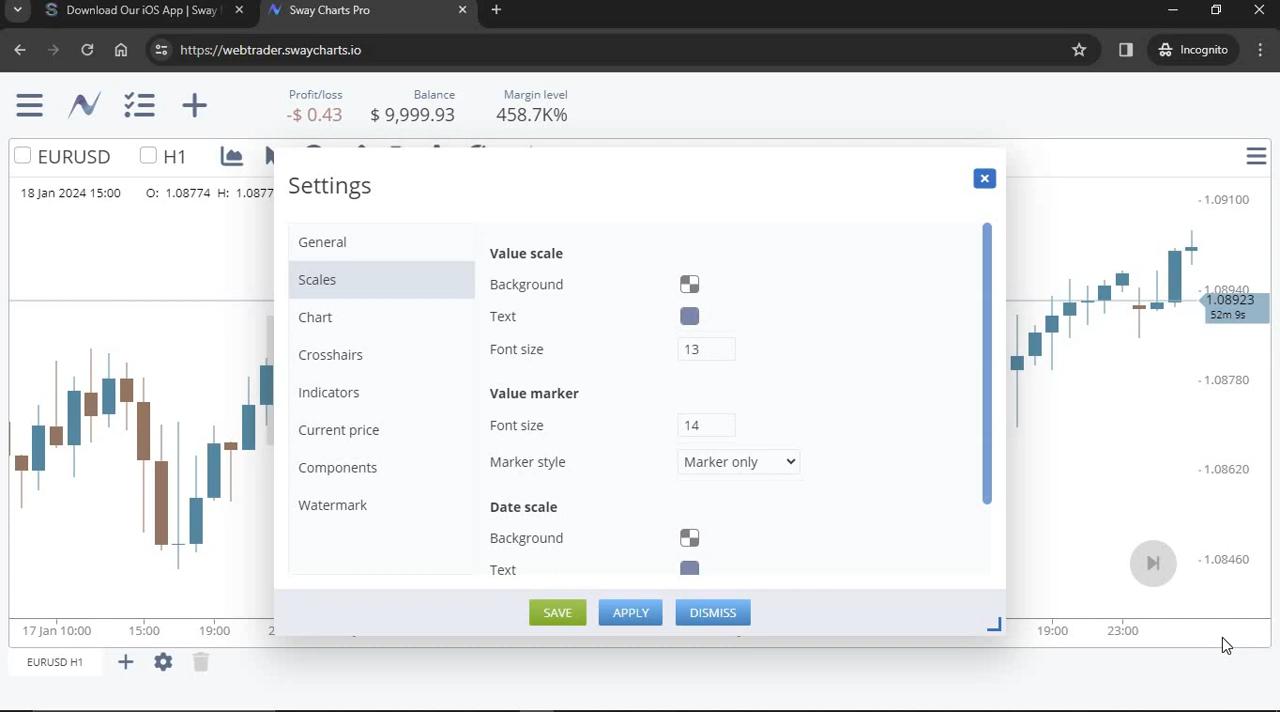 Download Our iOS App | Sway
Sway Charts Pro
https://webtrader.swaycharts.io
Incognito
Profit/loss
Balance
Margin level
-$ 0.43
$ 9,999.93
458.7K%
EURUSD
H1
18 Jan 2024 15:00 O: 1.08774 H: 1.0877
Settings
General
Scales
Chart
Crosshairs
Indicators
Current price
Components
Watermark
Value scale
Background
Text
Font size 13
Value marker
Font size 14
Marker style Marker only
Date scale
Background
Text
SAVE APPLY DISMISS
1.09100
1.08940
1.08923
52m 9s
1.08780
1.08620
1.08460
17 Jan 10:00 15:00 19:00 2 19:00 23:00
EURUSD H1